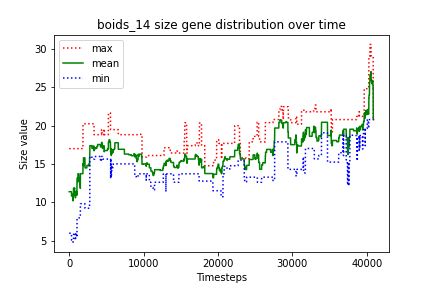 boids_14 size gene distribution over time
max
mean
min
30
25
20
15
10
5
Size value
0
10000
20000
30000
40000
Timesteps